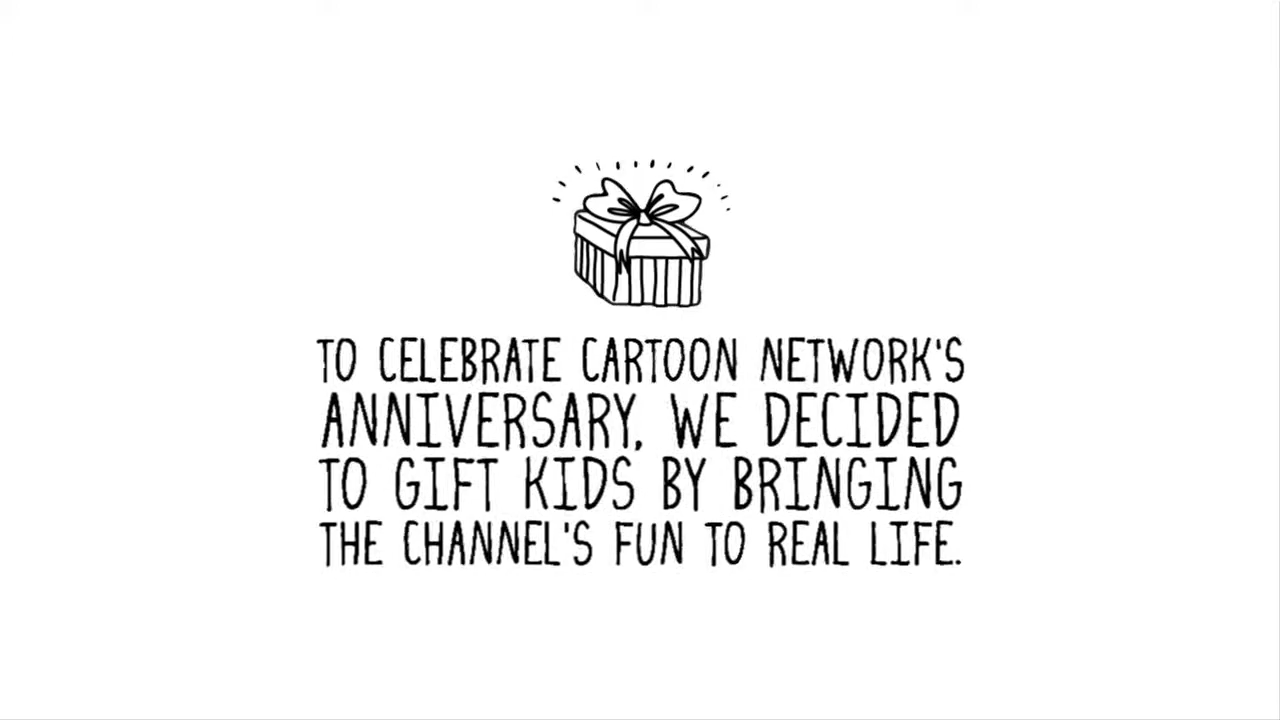 TO CELEBRATE CARTOON NETWORK'S
ANNIVERSARY, WE DECIDED
TO GIFT KIDS BY BRINGING
THE CHANNEL'S FUN TO REAL LIFE.